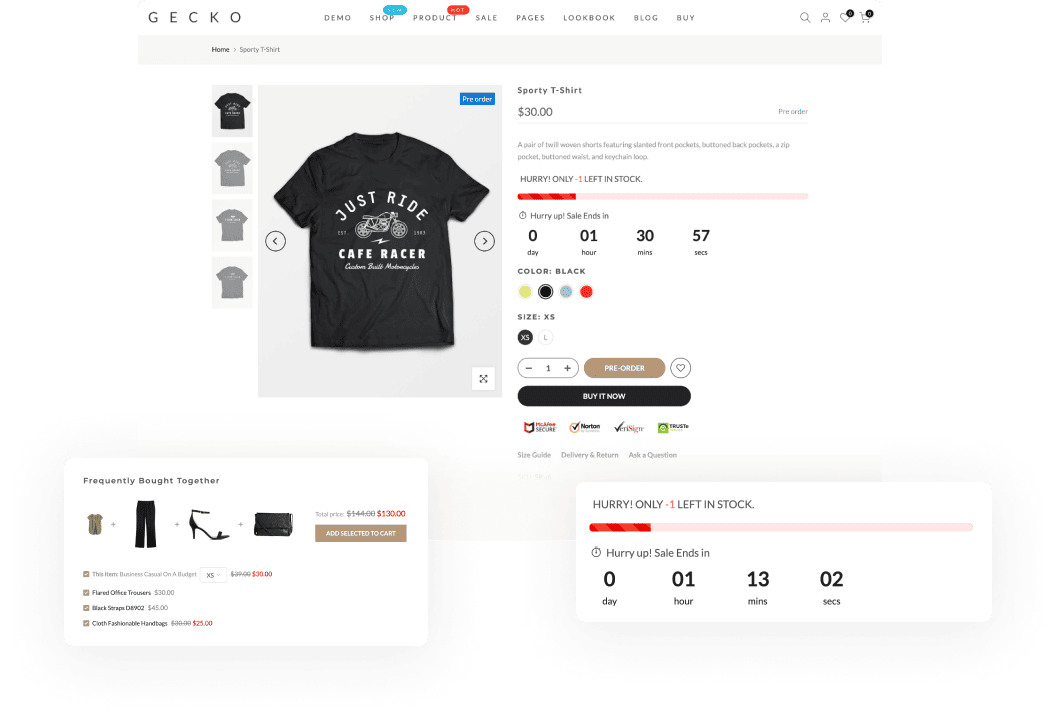 GECKO
DEMO SHOP PRODUCT SALE PAGES LOOKBOOK BLOG BUY
NEW HOT
0 0
Home › Sporty T-Shirt
Pre order
JUST RIDE
EST. 1983
CAFE RACER
Custom Built Motorcycles
Sporty T-Shirt
$30.00 Pre order
A pair of twill woven shorts featuring slanted front pockets, buttoned back pockets, a zip
pocket, buttoned waist, and keychain loop.
HURRY! ONLY -1 LEFT IN STOCK.
Hurry up! Sale Ends in
0 01 30 57
day hour mins secs
COLOR: BLACK
SIZE: XS
XS L
− 1 + PRE-ORDER
BUY IT NOW
McAfee SECURE Norton VeriSign TRUSTe
Size Guide Delivery & Return Ask a Question
Frequently Bought Together
+ + +
Total price: $144.00 $130.00
ADD SELECTED TO CART
This item: Business Casual On A Budget XS $39.00 $30.00
Flared Office Trousers $30.00
Black Straps D8902 $45.00
Cloth Fashionable Handbags $30.00 $25.00
HURRY! ONLY -1 LEFT IN STOCK.
Hurry up! Sale Ends in
0 01 13 02
day hour mins secs